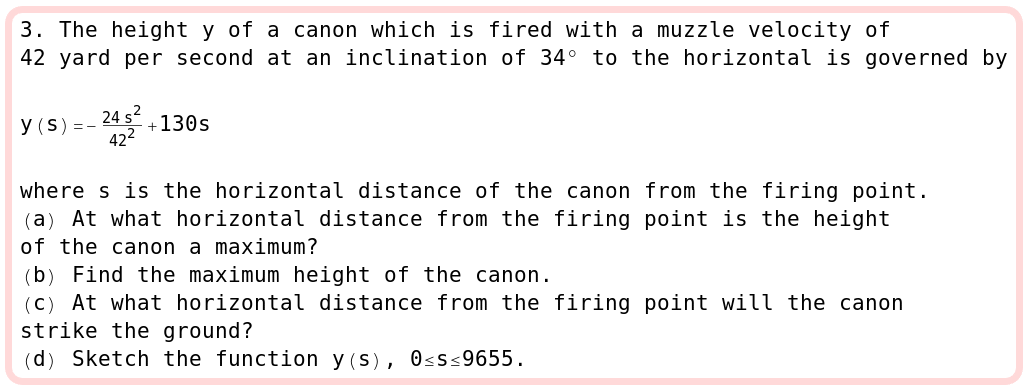 3. The height y of a canon which is fired with a muzzle velocity of
42 yard per second at an inclination of 34° to the horizontal is governed by
y(s)=-\frac{24s^2}{42^2}+130s
where s is the horizontal distance of the canon from the firing point.
(a) At what horizontal distance from the firing point is the height
of the canon a maximum?
(b) Find the maximum height of the canon.
(c) At what horizontal distance from the firing point will the canon
strike the ground?
(d) Sketch the function y(s), 0≤s≤9655.